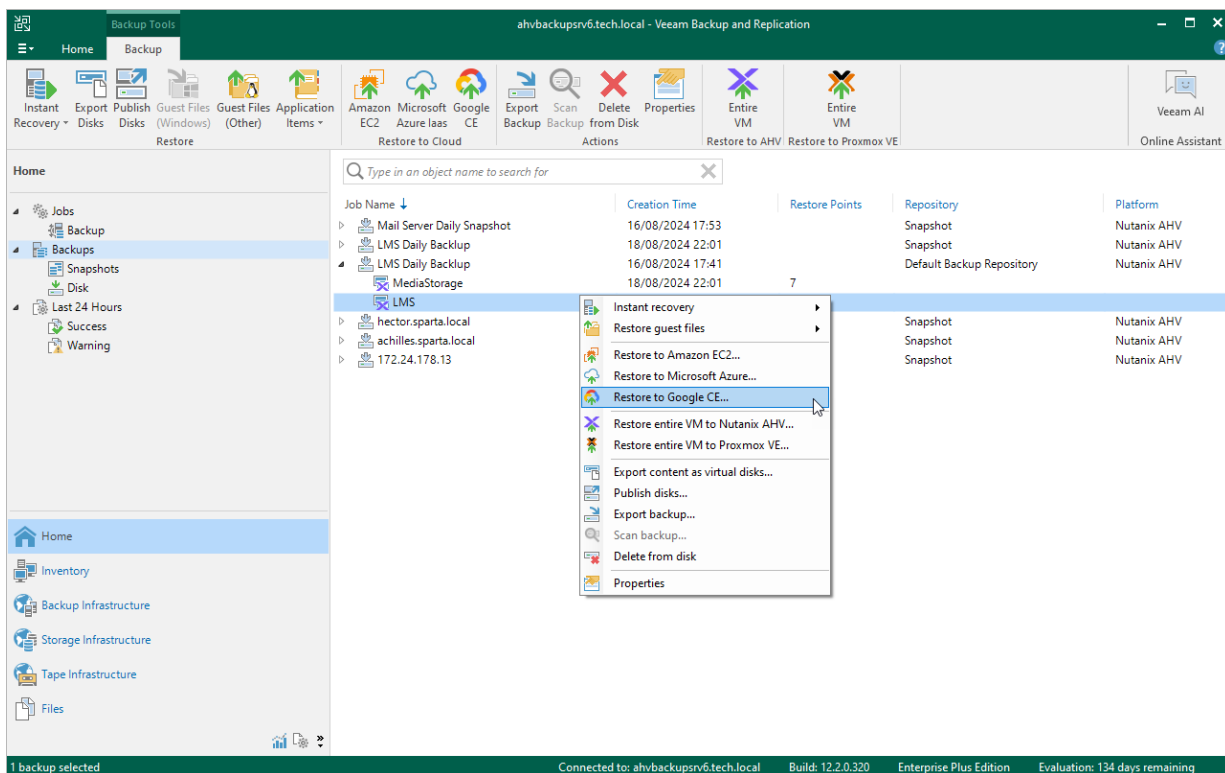 Backup Tools
ahvbackupsrv6.tech.local - Veeam Backup and Replication
Home Backup
Instant Recovery
Export Disks
Publish Disks
Guest Files (Windows)
Guest Files (Other)
Application Items
Amazon EC2
Microsoft Azure Iaas
Google CE
Export Backup
Scan Backup
Delete from Disk
Properties
Entire VM
Entire VM
Veeam AI
Restore
Restore to Cloud
Actions
Restore to AHV
Restore to Proxmox VE
Online Assistant
Home
Jobs
Backup
Backups
Snapshots
Disk
Last 24 Hours
Success
Warning
Home
Inventory
Backup Infrastructure
Storage Infrastructure
Tape Infrastructure
Files
Type in an object name to search for
Job Name Creation Time Restore Points Repository Platform
Mail Server Daily Snapshot 16/08/2024 17:53 Snapshot Nutanix AHV
LMS Daily Backlup 18/08/2024 22:01 Snapshot Nutanix AHV
LMS Daily Backlup 16/08/2024 17:41 Default Backup Repository Nutanix AHV
MediaStorage 18/08/2024 22:01 7
LMS
hector.sparta.local Snapshot Nutanix AHV
achilles.sparta.local Snapshot Nutanix AHV
172.24.178.13 Snapshot Nutanix AHV
Instant recovery
Restore guest files
Restore to Amazon EC2...
Restore to Microsoft Azure...
Restore to Google CE...
Restore entire VM to Nutanix AHV...
Restore entire VM to Proxmox VE...
Export content as virtual disks...
Publish disks...
Export backup...
Scan backup...
Delete from disk
Properties
1 backup selected
Connected to: ahvbackupsrv6.tech.local Build: 12.2.0.320 Enterprise Plus Edition Evaluation: 134 days remaining